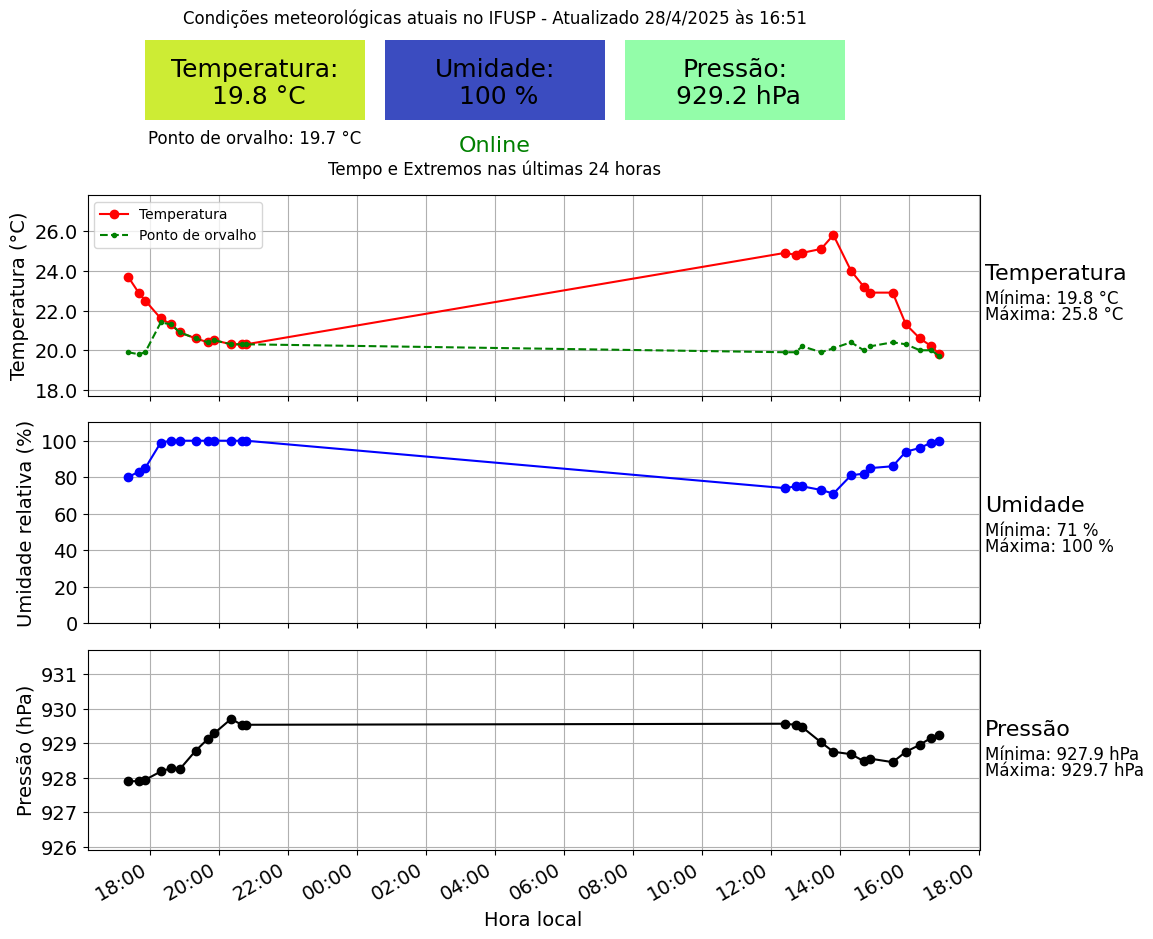 Condições meteorológicas atuais no IFUSP - Atualizado 28/4/2025 às 16:51
Temperatura:
19.8 °C
Umidade:
100 %
Pressão:
929.2 hPa
Ponto de orvalho: 19.7 °C
Online
Tempo e Extremos nas últimas 24 horas
Temperatura (°C)
26.0
24.0
22.0
20.0
18.0
Temperatura
Ponto de orvalho
Temperatura
Mínima: 19.8 °C
Máxima: 25.8 °C
Umidade relativa (%)
100
80
60
40
20
0
Umidade
Mínima: 71 %
Máxima: 100 %
Pressão (hPa)
931
930
929
928
927
926
Pressão
Mínima: 927.9 hPa
Máxima: 929.7 hPa
18:00 20:00 22:00 00:00 02:00 04:00 06:00 08:00 10:00 12:00 14:00 16:00 18:00
Hora local